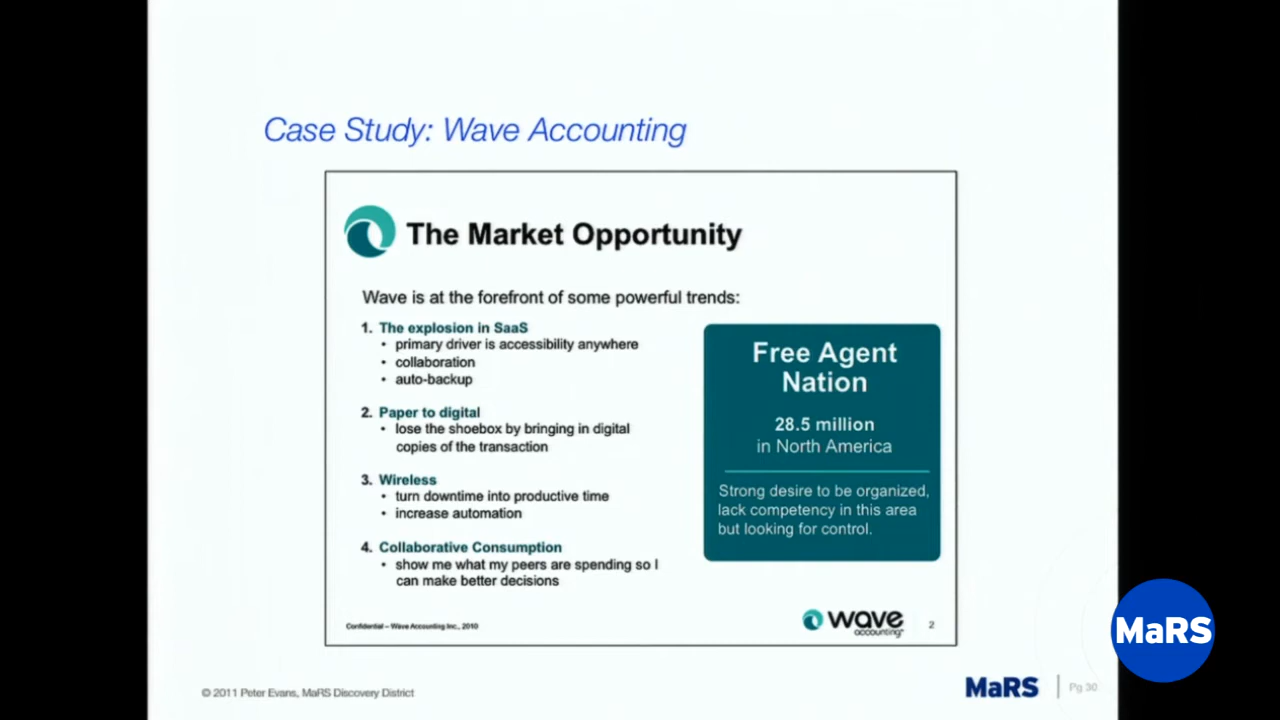 Case Study: Wave Accounting
The Market Opportunity
Wave is at the forefront of some powerful trends:
1. The explosion in SaaS
• primary driver is accessibility anywhere
• collaboration
• auto-backup
2. Paper to digital
• lose the shoebox by bringing in digital
copies of the transaction
3. Wireless
• turn downtime into productive time
• increase automation
4. Collaborative Consumption
• show me what my peers are spending so I
can make better decisions
Free Agent
Nation
28.5 million
in North America
Strong desire to be organized,
lack competency in this area
but looking for control.
Confidential – Wave Accounting Inc., 2010
wave
accounting™
2
© 2011 Peter Evans, MaRS Discovery District
MaRS
Pg 30
MaRS